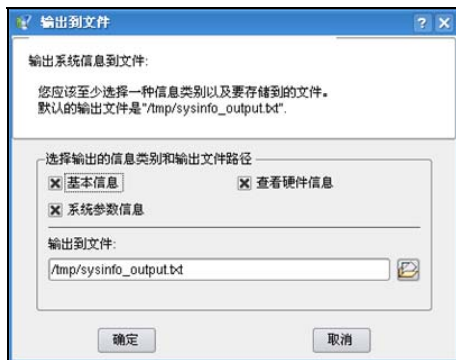 输出到文件
输出系统信息到文件:
您应该至少选择一种信息类别以及要存储到的文件。
默认的输出文件是"/tmp/sysinfo_output.txt".
选择输出的信息类别和输出文件路径
基本信息
查看硬件信息
系统参数信息
输出到文件:
/tmp/sysinfo_output.txt
确定
取消